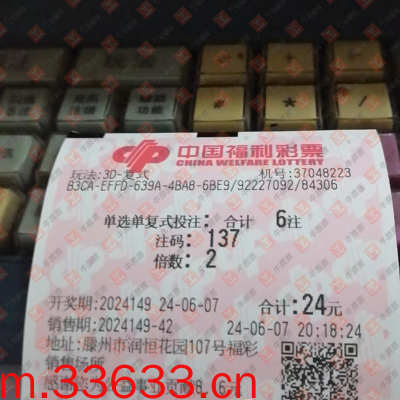 中国福利彩票
CHINA WELFARE LOTTERY
玩法:3D-复式 机号:37048223
B3CA-EFFD-639A-4BA8-6BE9/92227092/84306
单选单复式投注: 合计 6注
注码: 137
倍数: 2
开奖期:2024149 24-06-07 合计:24元
销售期:2024149-42 24-06-07 20:18:24
地址:滕州市润恒花园107号福彩
销售场所
m.33633.cn